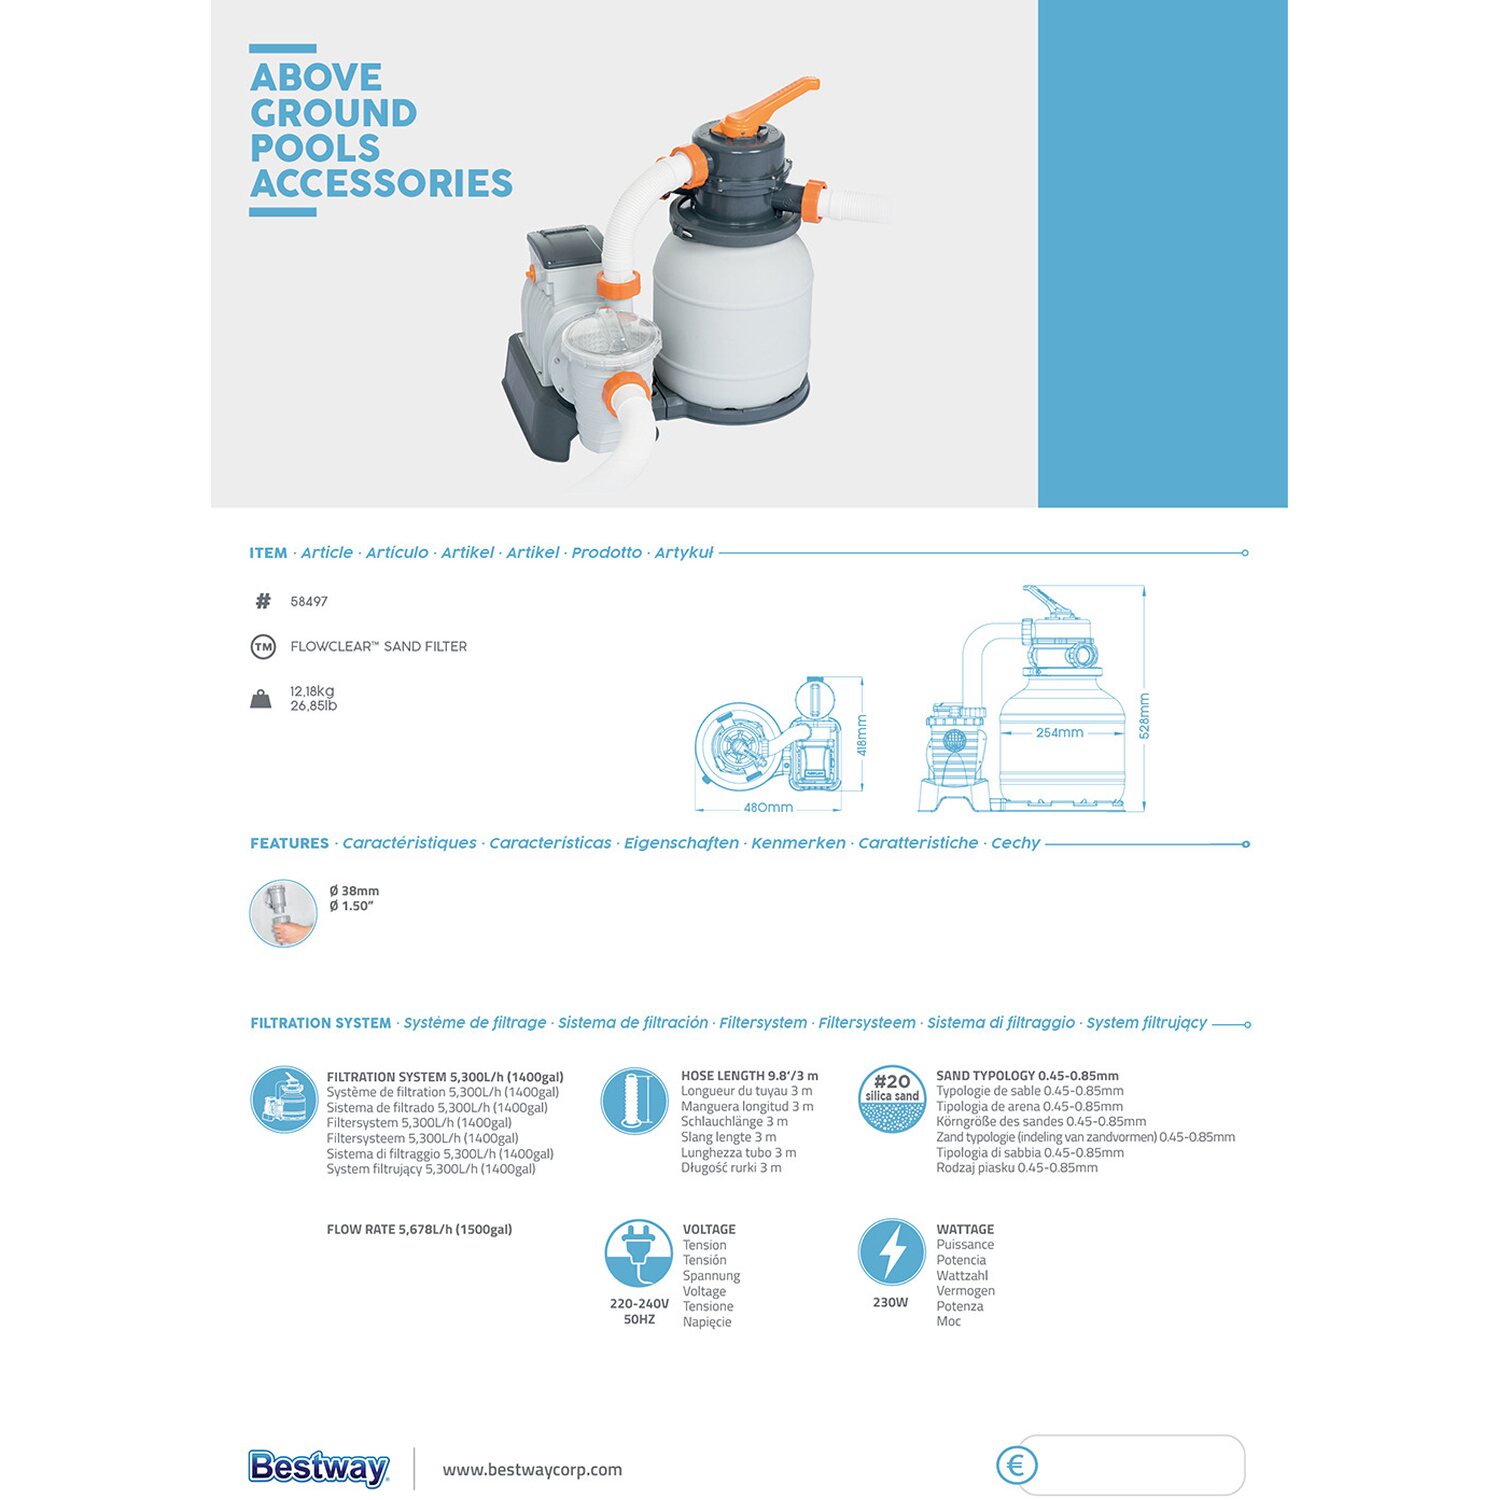 ABOVE
GROUND
POOLS
ACCESSORIES
ITEM · Article · Artículo · Artikel · Artikel · Prodotto · Artykuł
# 58497
TM FLOWCLEAR™ SAND FILTER
12,18kg
26,85lb
480mm
418mm
254mm
528mm
FEATURES · Caractéristiques · Características · Eigenschaften · Kenmerken · Caratteristiche · Cechy
Ø 38mm
Ø 1.50”
FILTRATION SYSTEM · Système de filtrage · Sistema de filtración · Filtersystem · Filtersysteem · Sistema di filtraggio · System filtrujący
FILTRATION SYSTEM 5,300L/h (1400gal)
Système de filtration 5,300L/h (1400gal)
Sistema de filtrado 5,300L/h (1400gal)
Filtersystem 5,300L/h (1400gal)
Filtersysteem 5,300L/h (1400gal)
Sistema di filtraggio 5,300L/h (1400gal)
System filtrujący 5,300L/h (1400gal)
HOSE LENGTH 9.8’/3 m
Longueur du tuyau 3 m
Manguera longitud 3 m
Schlauchlänge 3 m
Slang lengte 3 m
Lunghezza tubo 3 m
Długość rurki 3 m
#20
silica sand
SAND TYPOLOGY 0.45-0.85mm
Typologie de sable 0.45-0.85mm
Tipologia de arena 0.45-0.85mm
Körngröße des sandes 0.45-0.85mm
Zand typologie (indeling van zandvormen) 0.45-0.85mm
Tipologia di sabbia 0.45-0.85mm
Rodzaj piasku 0.45-0.85mm
FLOW RATE 5,678L/h (1500gal)
220-240V
50HZ
VOLTAGE
Tension
Tensión
Spannung
Voltage
Tensione
Napięcie
230W
WATTAGE
Puissance
Potencia
Wattzahl
Vermogen
Potenza
Moc
Bestway
www.bestwaycorp.com
€